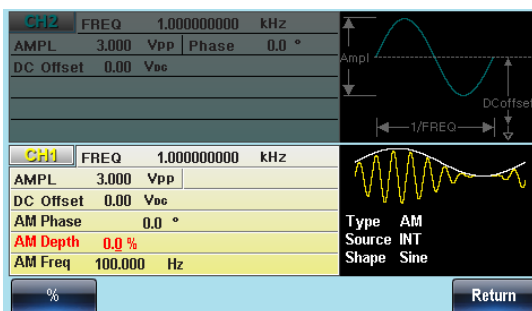 CH2 FREQ 1.000000000 kHz
AMPL 3.000 Vpp Phase 0.0 °
DC Offset 0.00 VDC
Ampl
DCoffset
1/FREQ
CH1 FREQ 1.000000000 kHz
AMPL 3.000 Vpp
DC Offset 0.00 VDC
AM Phase 0.0 °
AM Depth 0.0 %
AM Freq 100.000 Hz
Type AM
Source INT
Shape Sine
% Return